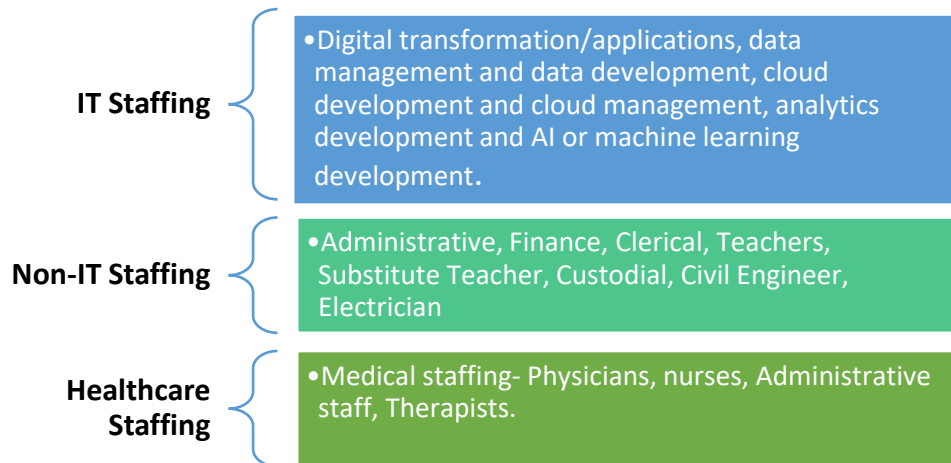 IT Staffing
•Digital transformation/applications, data
management and data development, cloud
development and cloud management, analytics
development and AI or machine learning
development.
Non-IT Staffing
•Administrative, Finance, Clerical, Teachers,
Substitute Teacher, Custodial, Civil Engineer,
Electrician
Healthcare
Staffing
•Medical staffing- Physicians, nurses, Administrative
staff, Therapists.